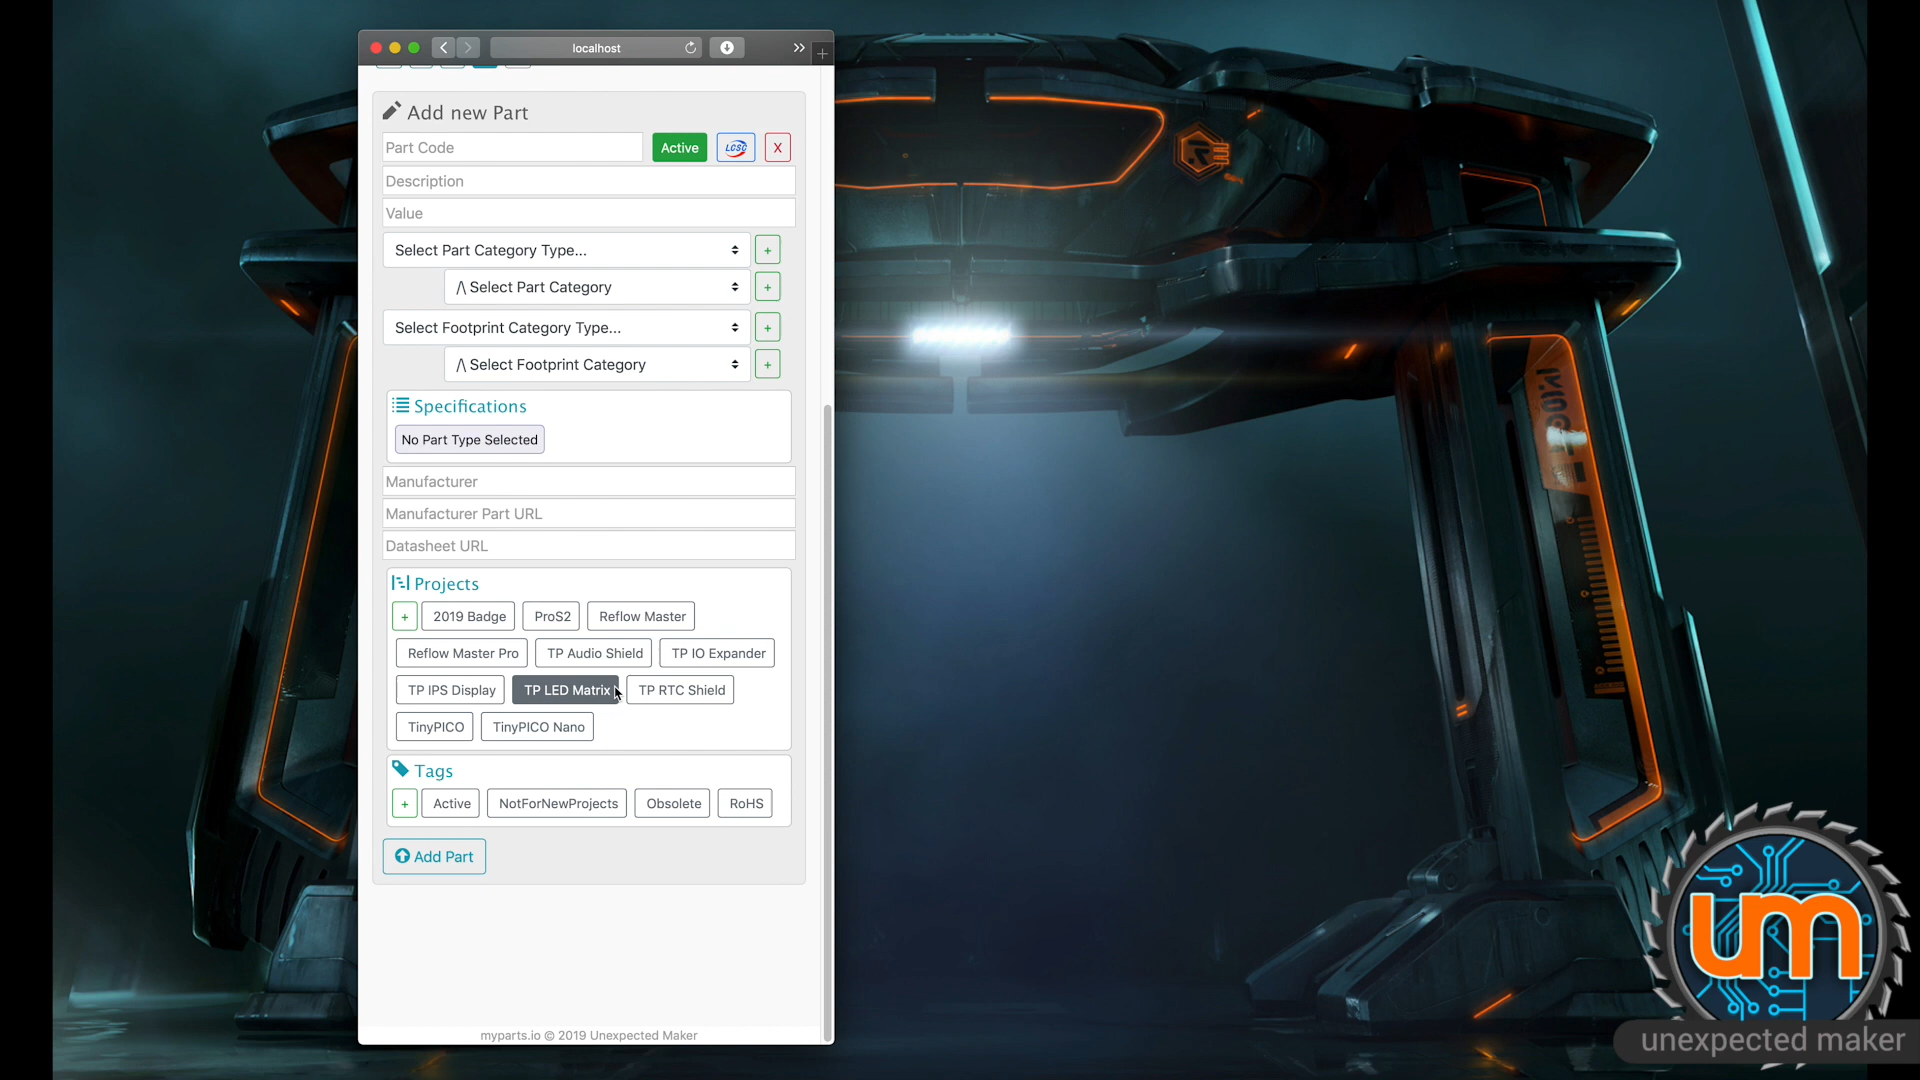 localhost
Add new Part
Part Code
Active
LCSC
X
Description
Value
Select Part Category Type...
+
/\ Select Part Category
+
Select Footprint Category Type...
+
/\ Select Footprint Category
+
Specifications
No Part Type Selected
Manufacturer
Manufacturer Part URL
Datasheet URL
Projects
+ 2019 Badge ProS2 Reflow Master
Reflow Master Pro TP Audio Shield TP IO Expander
TP IPS Display TP LED Matrix TP RTC Shield
TinyPICO TinyPICO Nano
Tags
+ Active NotForNewProjects Obsolete RoHS
Add Part
myparts.io © 2019 Unexpected Maker
um
unexpected maker